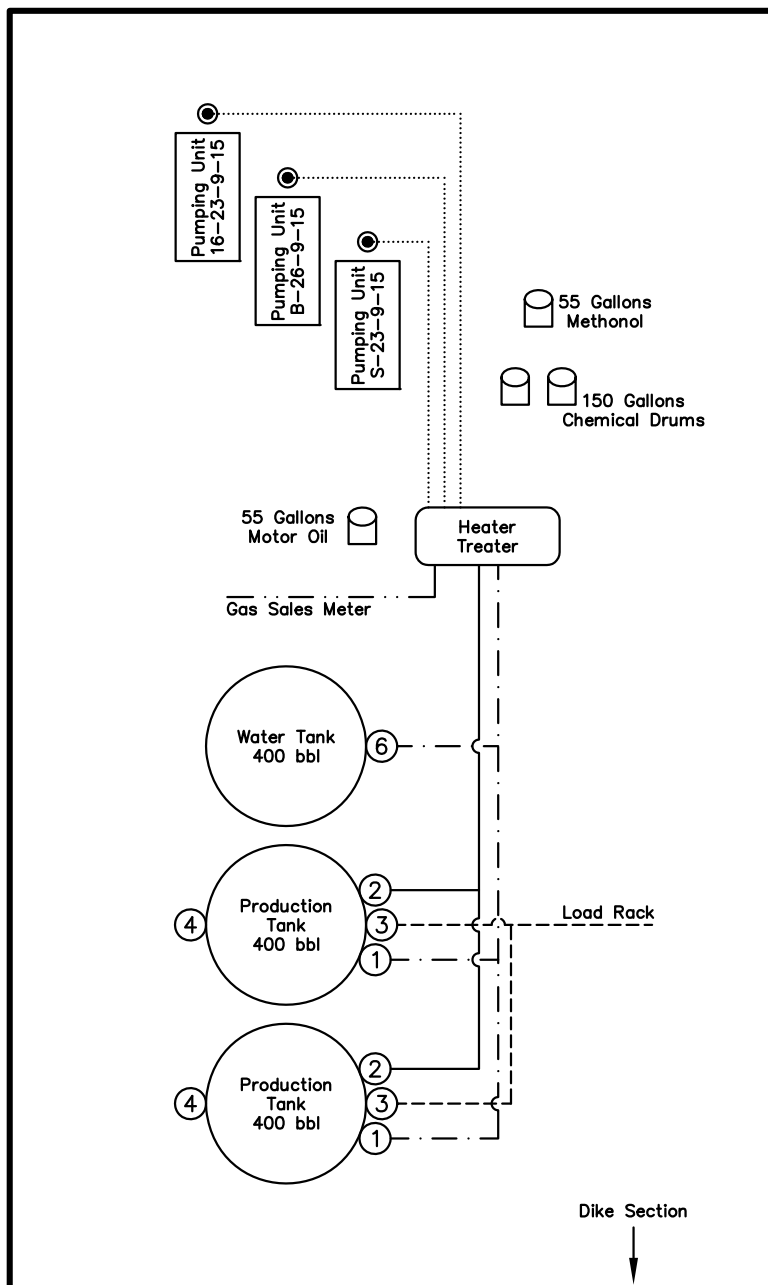 Pumping Unit
16-23-9-15
Pumping Unit
B-26-9-15
Pumping Unit
S-23-9-15
55 Gallons
Methonol
150 Gallons
Chemical Drums
55 Gallons
Motor Oil
Heater
Treater
Gas Sales Meter
Water Tank
400 bbl
6
Production
Tank
400 bbl
4
2
3
1
Load Rack
Production
Tank
400 bbl
4
2
3
1
Dike Section